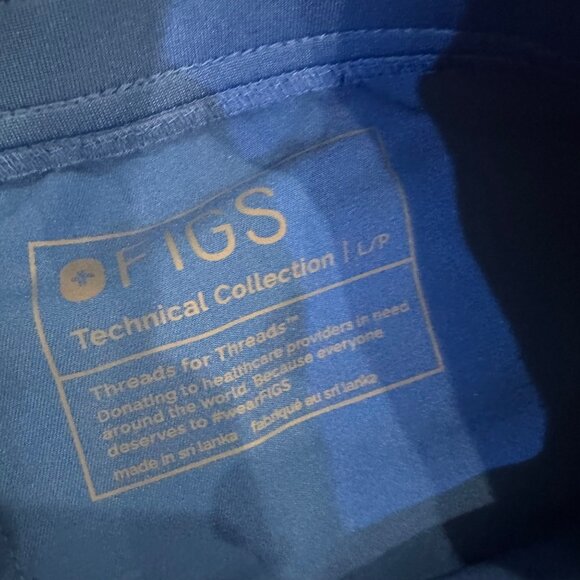 FIGS
Technical Collection | L/P
Threads for Threads™
Donating to healthcare providers in need
around the world. Because everyone
deserves to #wearFIGS
made in sri lanka fabriqué au sri lanka